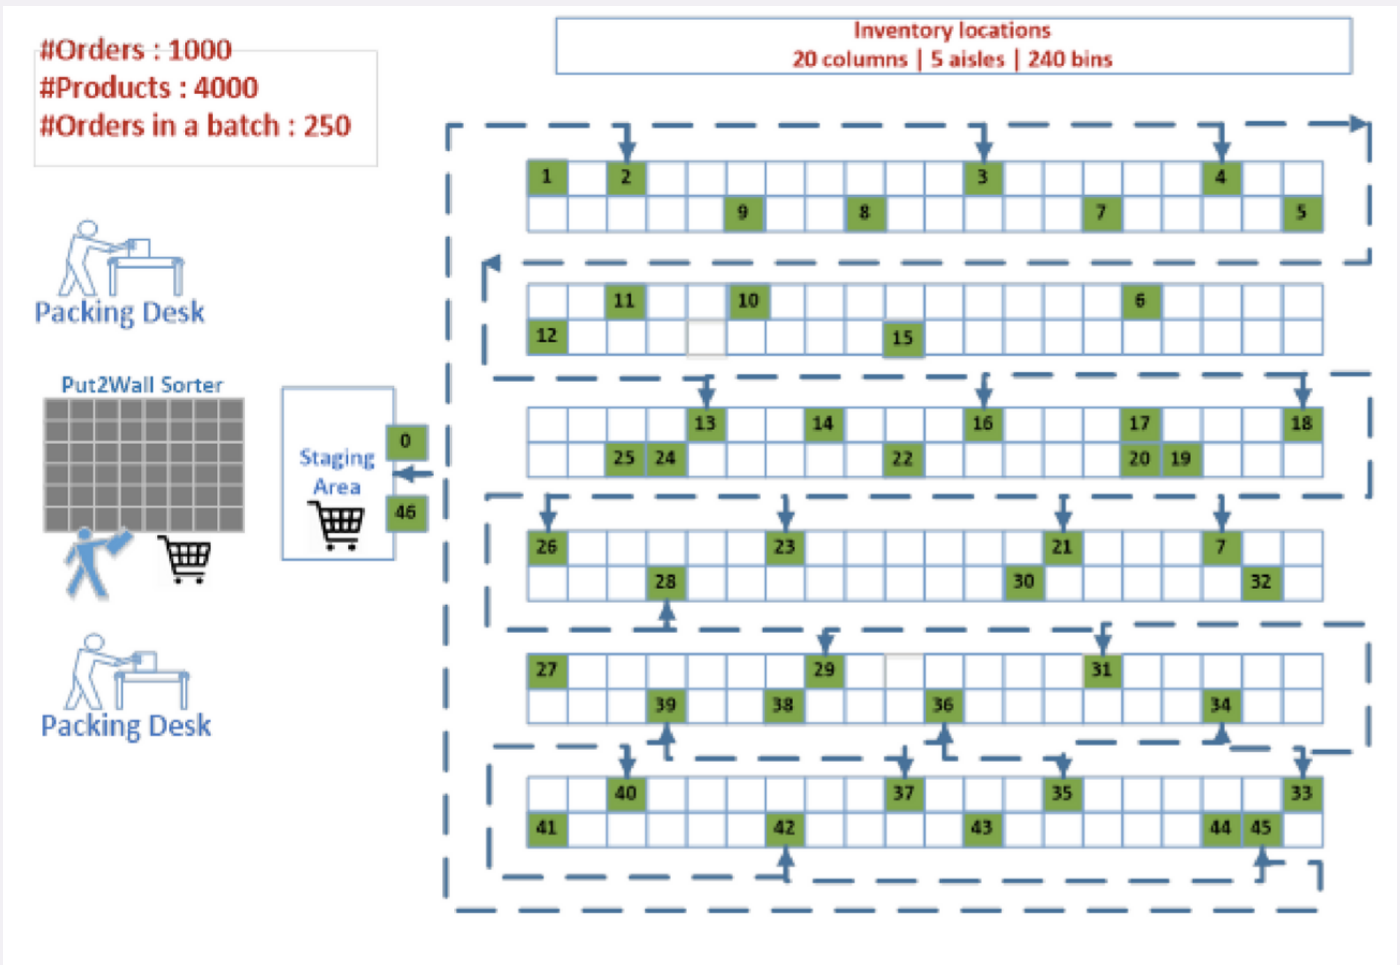 #Orders : 1000
#Products : 4000
#Orders in a batch : 250
Inventory locations
20 columns | 5 aisles | 240 bins
1 2 3 4
9 8 7 5
Packing Desk
11 10 6
12 15
Put2Wall Sorter
Staging
Area
0
46
13 14 16 17 18
25 24 22 20 19
26 23 21 7
28 30 32
Packing Desk
27 29 31
39 38 36 34
40 37 35 33
41 42 43 44 45